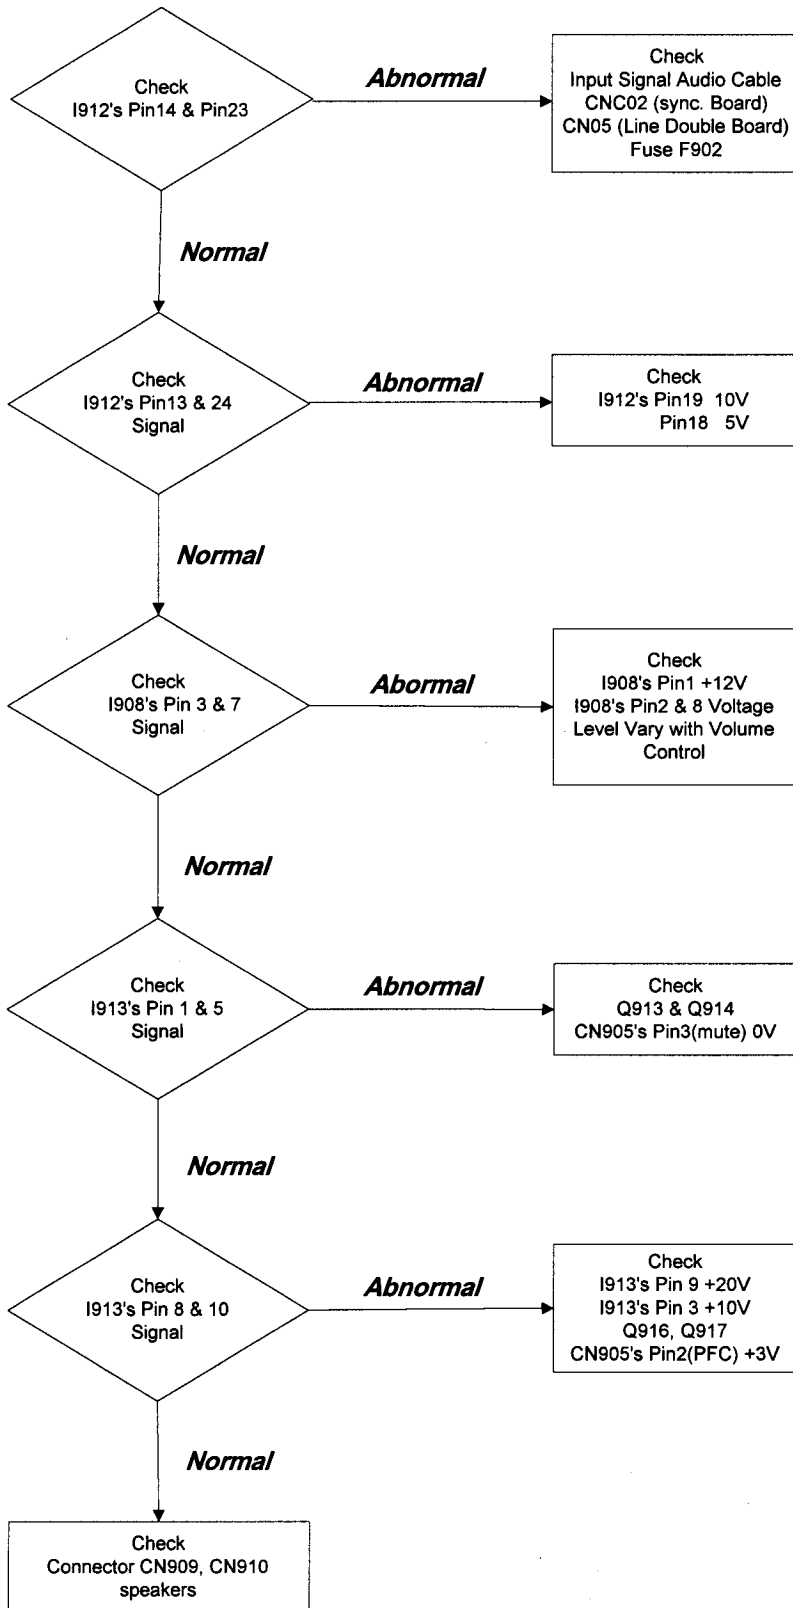 Check
I912's Pin14 & Pin23
Abnormal
Check
Input Signal Audio Cable
CNC02 (sync. Board)
CN05 (Line Double Board)
Fuse F902
Normal
Check
I912's Pin13 & 24
Signal
Abnormal
Check
I912's Pin19 10V
Pin18 5V
Normal
Check
I908's Pin 3 & 7
Signal
Abormal
Check
I908's Pin1 +12V
I908's Pin2 & 8 Voltage
Level Vary with Volume
Control
Normal
Check
I913's Pin 1 & 5
Signal
Abnormal
Check
Q913 & Q914
CN905's Pin3(mute) 0V
Normal
Check
I913's Pin 8 & 10
Signal
Abnormal
Check
I913's Pin 9 +20V
I913's Pin 3 +10V
Q916, Q917
CN905's Pin2(PFC) +3V
Normal
Check
Connector CN909, CN910
speakers